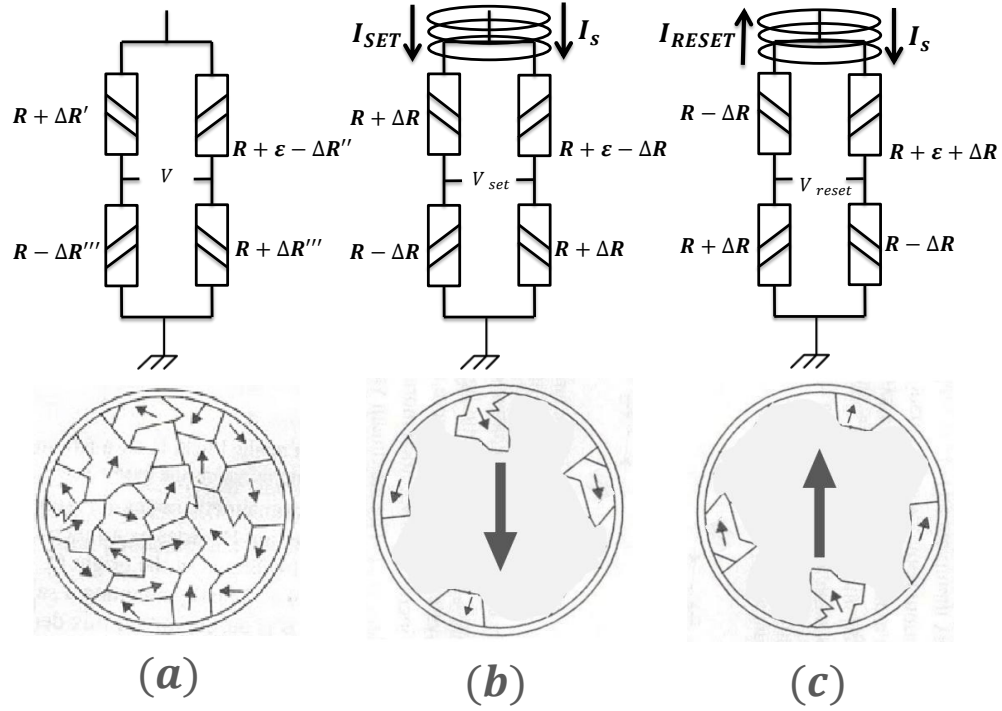 I_SET I_s I_RESET I_s
R + ΔR′ R + ΔR R − ΔR
R + ε − ΔR′′ R + ε − ΔR R + ε + ΔR
V V set V reset
R − ΔR′′′ R + ΔR′′′ R − ΔR R + ΔR R + ΔR R − ΔR
(a) (b) (c)